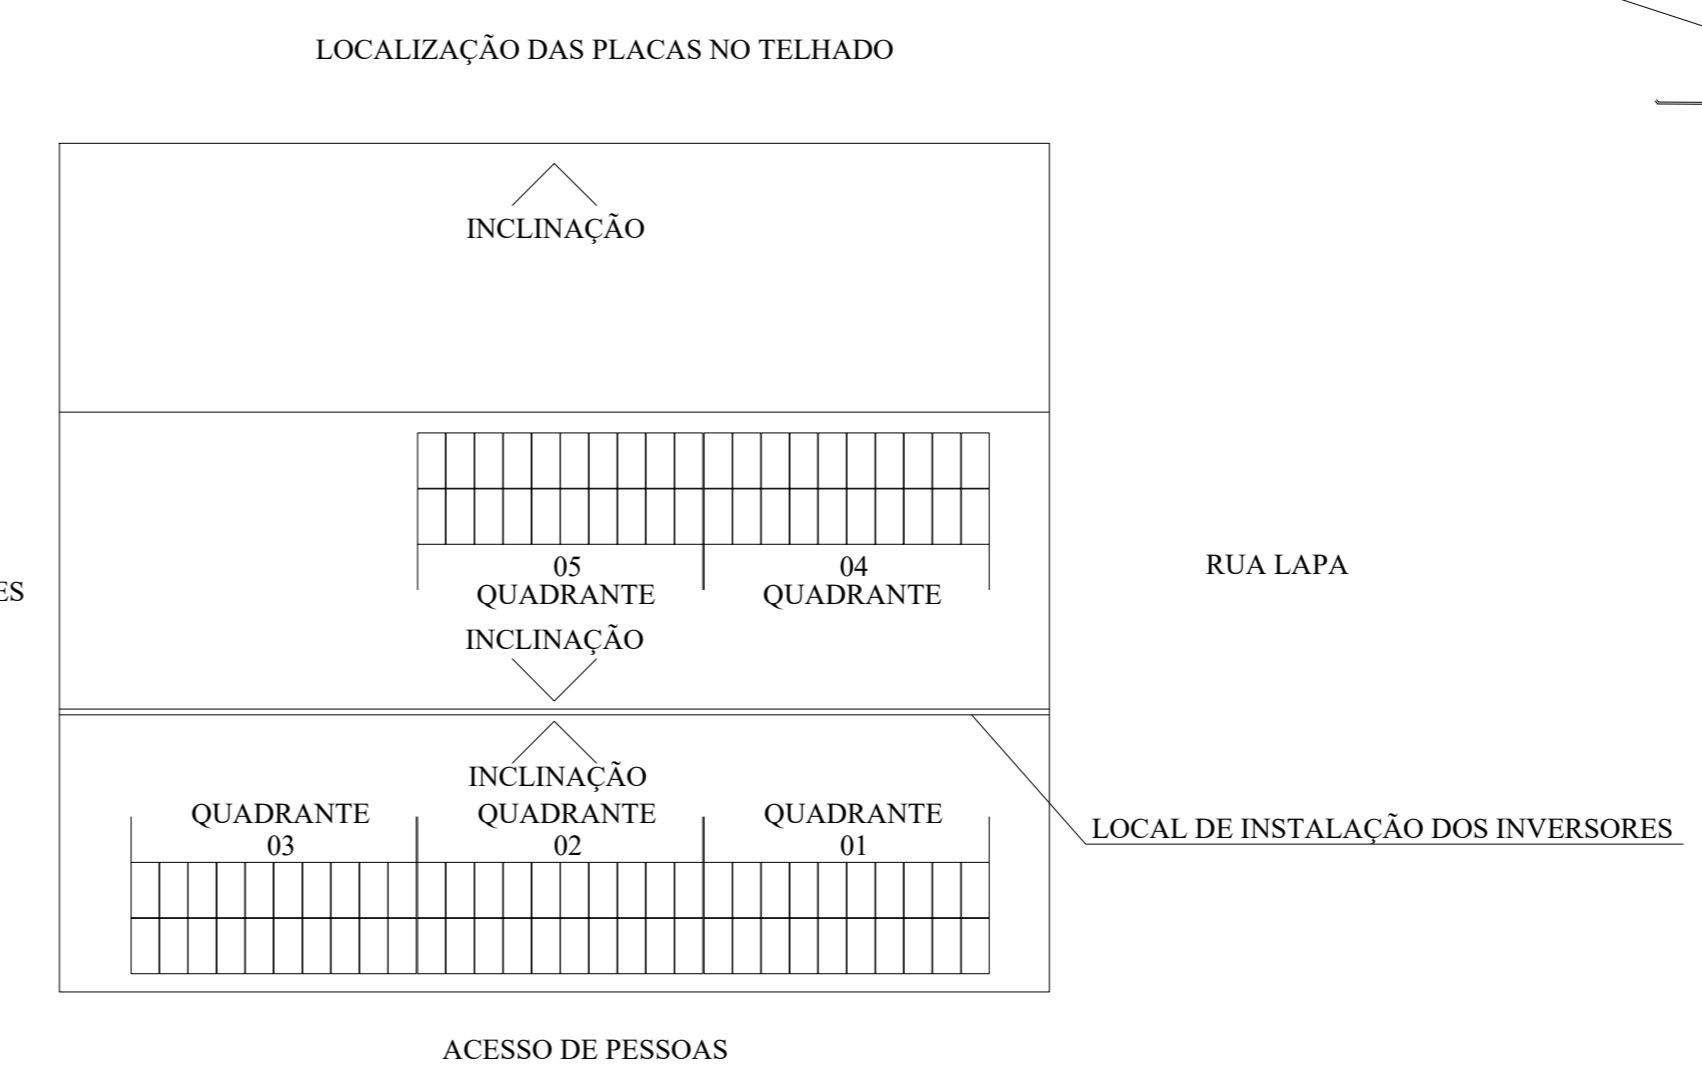 LOCALIZAÇÃO DAS PLACAS NO TELHADO
INCLINAÇÃO
05
QUADRANTE
04
QUADRANTE
RUA LAPA
ES
INCLINAÇÃO
INCLINAÇÃO
QUADRANTE
03
QUADRANTE
02
QUADRANTE
01
LOCAL DE INSTALAÇÃO DOS INVERSORES
ACESSO DE PESSOAS